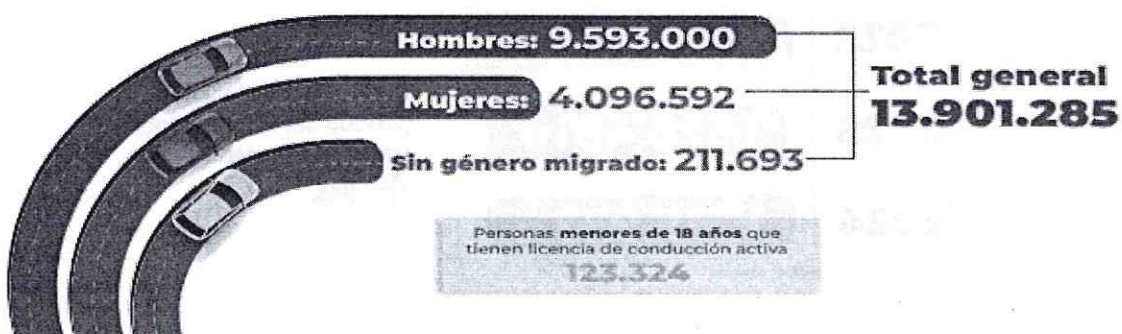 Hombres: 9.593.000
Mujeres: 4.096.592
Sin género migrado: 211.693
Total general
13.901.285
Personas menores de 18 años que
tienen licencia de conducción activa
123.324